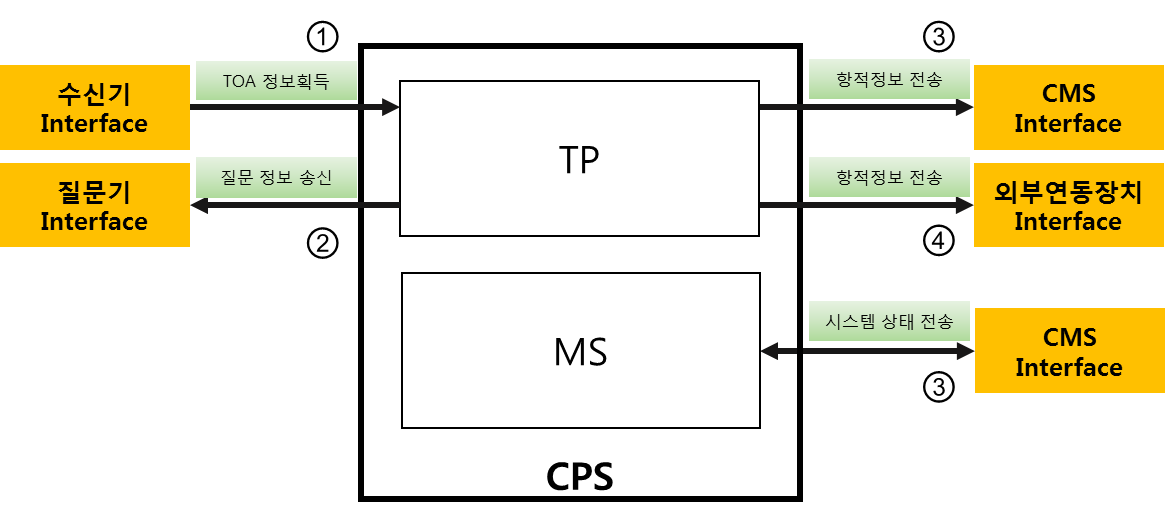 ①
③
수신기
Interface
TOA 정보획득
항적정보 전송
CMS
Interface
TP
질문기
Interface
질문 정보 송신
항적정보 전송
외부연동장치
Interface
②
④
MS
시스템 상태 전송
CMS
Interface
③
CPS